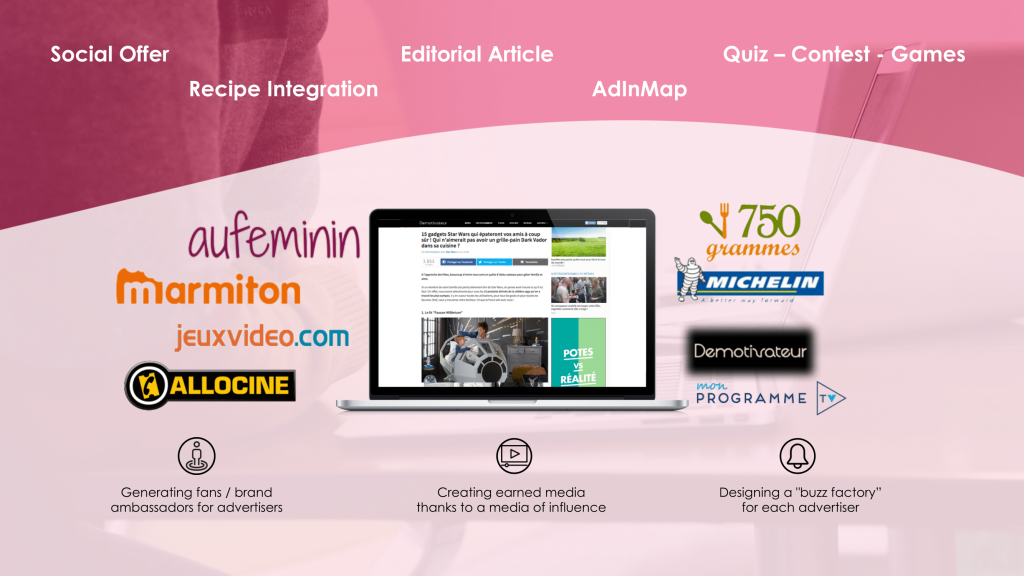 Social Offer
Editorial Article
Quiz – Contest - Games
Recipe Integration
AdInMap
aufeminin
marmiton
jeuxvideo.com
ALLOCINE
Demotivateur
15 gadgets Star Wars qui épateront vos amis à coup
sûr ! Qui n'aimerait pas avoir un grille-pain Dark Vador
dans sa cuisine ?
POTES
VS
RÉALITÉ
750
grammes
MICHELIN
A better way forward
Demotivateur
mon
PROGRAMME TV
Generating fans / brand
ambassadors for advertisers
Creating earned media
thanks to a media of influence
Designing a "buzz factory”
for each advertiser